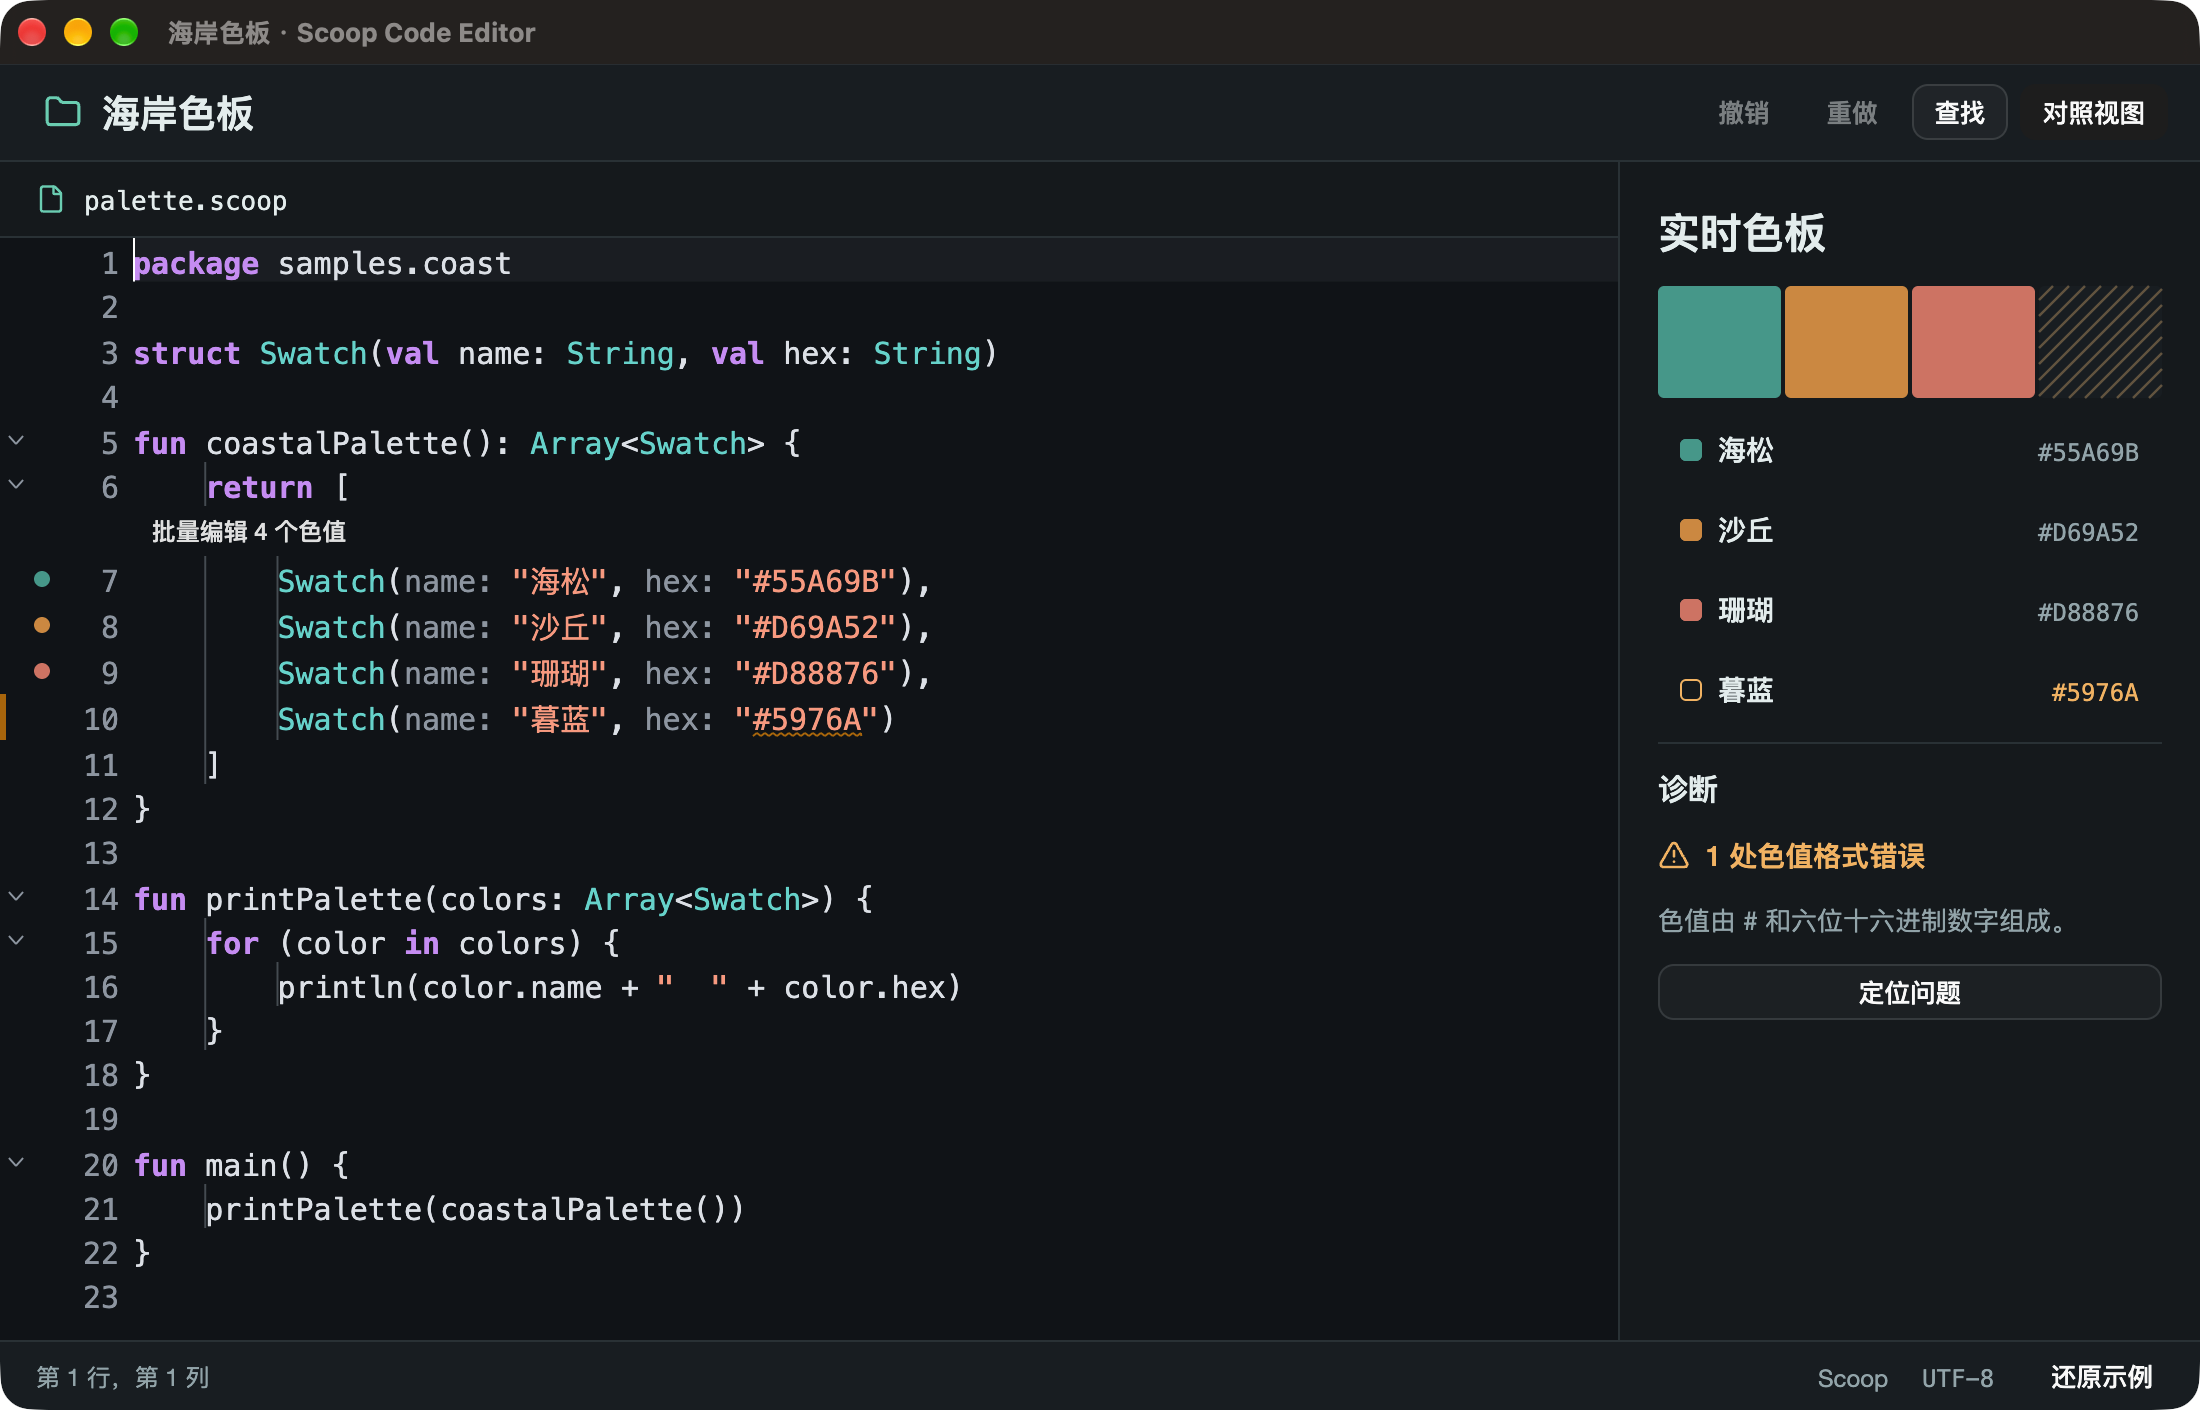 海岸色板 · Scoop Code Editor
海岸色板
撤销 重做 查找 对照视图
palette.scoop
1 package samples.coast
2
3 struct Swatch(val name: String, val hex: String)
4
5 fun coastalPalette(): Array<Swatch> {
6     return [
批量编辑 4 个色值
7         Swatch(name: "海松", hex: "#55A69B"),
8         Swatch(name: "沙丘", hex: "#D69A52"),
9         Swatch(name: "珊瑚", hex: "#D88876"),
10         Swatch(name: "暮蓝", hex: "#5976A")
11     ]
12 }
13
14 fun printPalette(colors: Array<Swatch>) {
15     for (color in colors) {
16         println(color.name + "  " + color.hex)
17     }
18 }
19
20 fun main() {
21     printPalette(coastalPalette())
22 }
23
实时色板
海松 #55A69B
沙丘 #D69A52
珊瑚 #D88876
暮蓝 #5976A
诊断
1 处色值格式错误
色值由 # 和六位十六进制数字组成。
定位问题
第 1 行，第 1 列
Scoop UTF-8 还原示例